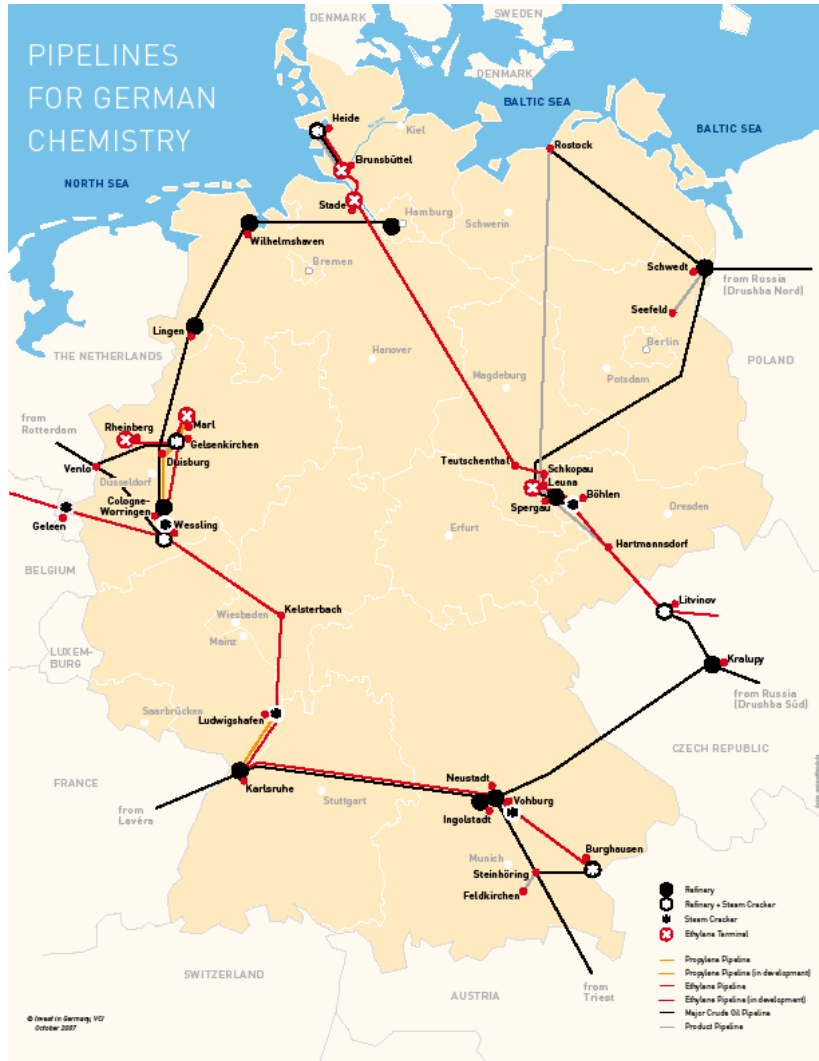 PIPELINES
FOR GERMAN
CHEMISTRY
DENMARK
SWEDEN
DENMARK
BALTIC SEA
BALTIC SEA
NORTH SEA
Heide
Kiel
Brunsbüttel
Rostock
Stade
Hamburg
Schwerin
Wilhelmshaven
Bremen
Schwedt
from Russia
(Drushba Nord)
Seefeld
Lingen
Berlin
THE NETHERLANDS
Hanover
POLAND
Magdeburg
Potsdam
from
Rotterdam
Rheinberg
Marl
Gelsenkirchen
Venlo
Duisburg
Teutschenthal
Schkopau
Düsseldorf
Leuna
Böhlen
Cologne-
Worringen
Spergau
Dresden
Geleen
Wessling
Erfurt
Hartmannsdorf
BELGIUM
Litvinov
Kelsterbach
Wiesbaden
Mainz
LUXEM-
BURG
Kralupy
from Russia
(Drushba Süd)
Saarbrücken
Ludwigshafen
CZECH REPUBLIC
FRANCE
Neustadt
Karlsruhe
Stuttgart
Vohburg
Ingolstadt
from
Lavéra
Munich
Burghausen
Steinhöring
Feldkirchen
SWITZERLAND
AUSTRIA
from
Triest
Refinery
Refinery + Steam Cracker
Steam Cracker
Ethylene Terminal
Propylene Pipeline
Propylene Pipeline (in development)
Ethylene Pipeline
Ethylene Pipeline (in development)
Major Crude Oil Pipeline
Product Pipeline
© Invest in Germany, VCI
October 2007